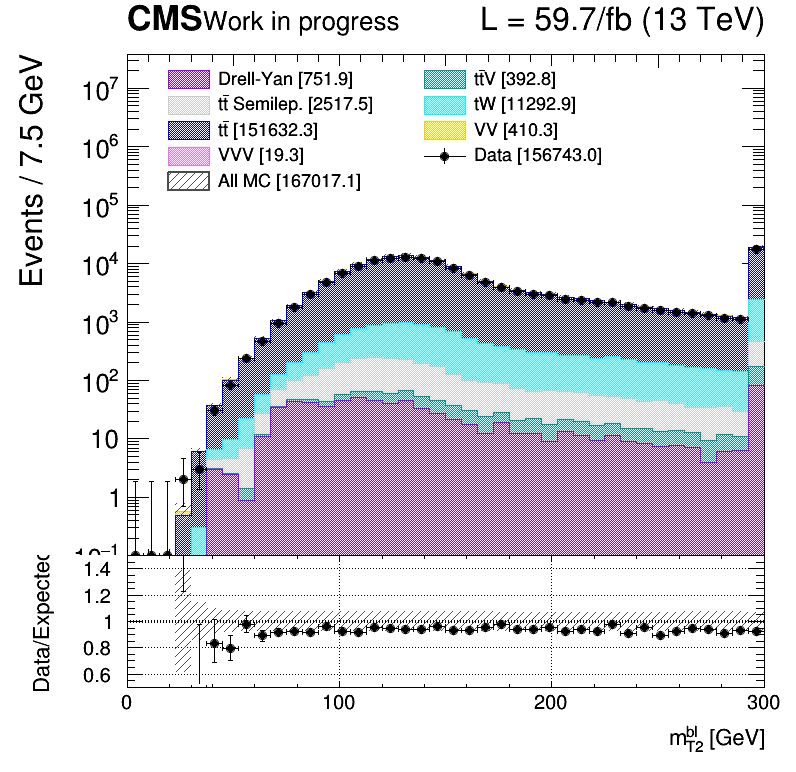 CMS Work in progress L = 59.7/fb (13 TeV)
Events / 7.5 GeV
Drell-Yan [751.9] tt̄V [392.8]
tt̄ Semilep. [2517.5] tW [11292.9]
tt̄ [151632.3] VV [410.3]
VVV [19.3] Data [156743.0]
All MC [167017.1]
10⁷
10⁶
10⁵
10⁴
10³
10²
10
1
10⁻¹
Data/Expected
1.4
1.2
1
0.8
0.6
0 100 200 300
m_{T2}^{bl} [GeV]